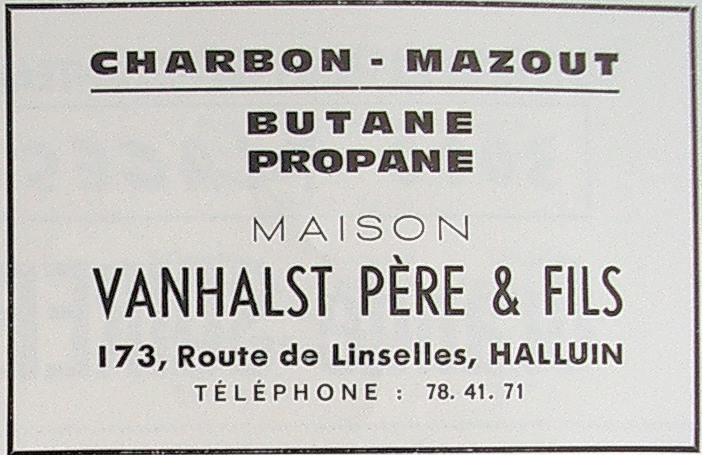 CHARBON - MAZOUT
BUTANE
PROPANE
MAISON
VANHALST PÈRE & FILS
173, Route de Linselles, HALLUIN
TÉLÉPHONE : 78. 41. 71